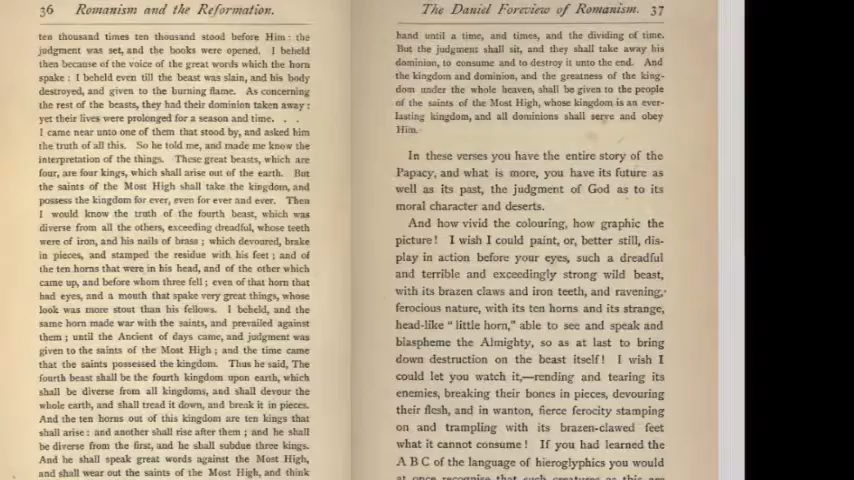 36 Romanism and the Reformation.
ten thousand times ten thousand stood before Him : the
judgment was set, and the books were opened. I beheld
then because of the voice of the great words which the horn
spake : I beheld even till the beast was slain, and his body
destroyed, and given to the burning flame. As concerning
the rest of the beasts, they had their dominion taken away :
yet their lives were prolonged for a season and time. . .
I came near unto one of them that stood by, and asked him
the truth of all this. So he told me, and made me know the
interpretation of the things. These great beasts, which are
four, are four kings, which shall arise out of the earth. But
the saints of the Most High shall take the kingdom, and
possess the kingdom for ever, even for ever and ever. Then
I would know the truth of the fourth beast, which was
diverse from all the others, exceeding dreadful, whose teeth
were of iron, and his nails of brass ; which devoured, brake
in pieces, and stamped the residue with his feet ; and of
the ten horns that were in his head, and of the other which
came up, and before whom three fell ; even of that horn that
had eyes, and a mouth that spake very great things, whose
look was more stout than his fellows. I beheld, and the
same horn made war with the saints, and prevailed against
them ; until the Ancient of days came, and judgment was
given to the saints of the Most High ; and the time came
that the saints possessed the kingdom. Thus he said, The
fourth beast shall be the fourth kingdom upon earth, which
shall be diverse from all kingdoms, and shall devour the
whole earth, and shall tread it down, and break it in pieces.
And the ten horns out of this kingdom are ten kings that
shall arise : and another shall rise after them ; and he shall
be diverse from the first, and he shall subdue three kings.
And he shall speak great words against the Most High,
and shall wear out the saints of the Most High, and think
The Daniel Foreview of Romanism. 37
hand until a time, and times, and the dividing of time.
But the judgment shall sit, and they shall take away his
dominion, to consume and to destroy it unto the end. And
the kingdom and dominion, and the greatness of the king-
dom under the whole heaven, shall be given to the people
of the saints of the Most High, whose kingdom is an ever-
lasting kingdom, and all dominions shall serve and obey
Him.
In these verses you have the entire story of the
Papacy, and what is more, you have its future as
well as its past, the judgment of God as to its
moral character and deserts.
And how vivid the colouring, how graphic the
picture ! I wish I could paint, or, better still, dis-
play in action before your eyes, such a dreadful
and terrible and exceedingly strong wild beast,
with its brazen claws and iron teeth, and ravening,
ferocious nature, with its ten horns and its strange,
head-like " little horn," able to see and speak and
blaspheme the Almighty, so as at last to bring
down destruction on the beast itself ! I wish I
could let you watch it,—rending and tearing its
enemies, breaking their bones in pieces, devouring
their flesh, and in wanton, fierce ferocity stamping
on and trampling with its brazen-clawed feet
what it cannot consume ! If you had learned the
A B C of the language of hieroglyphics you would
at once recognise that such creatures as this are